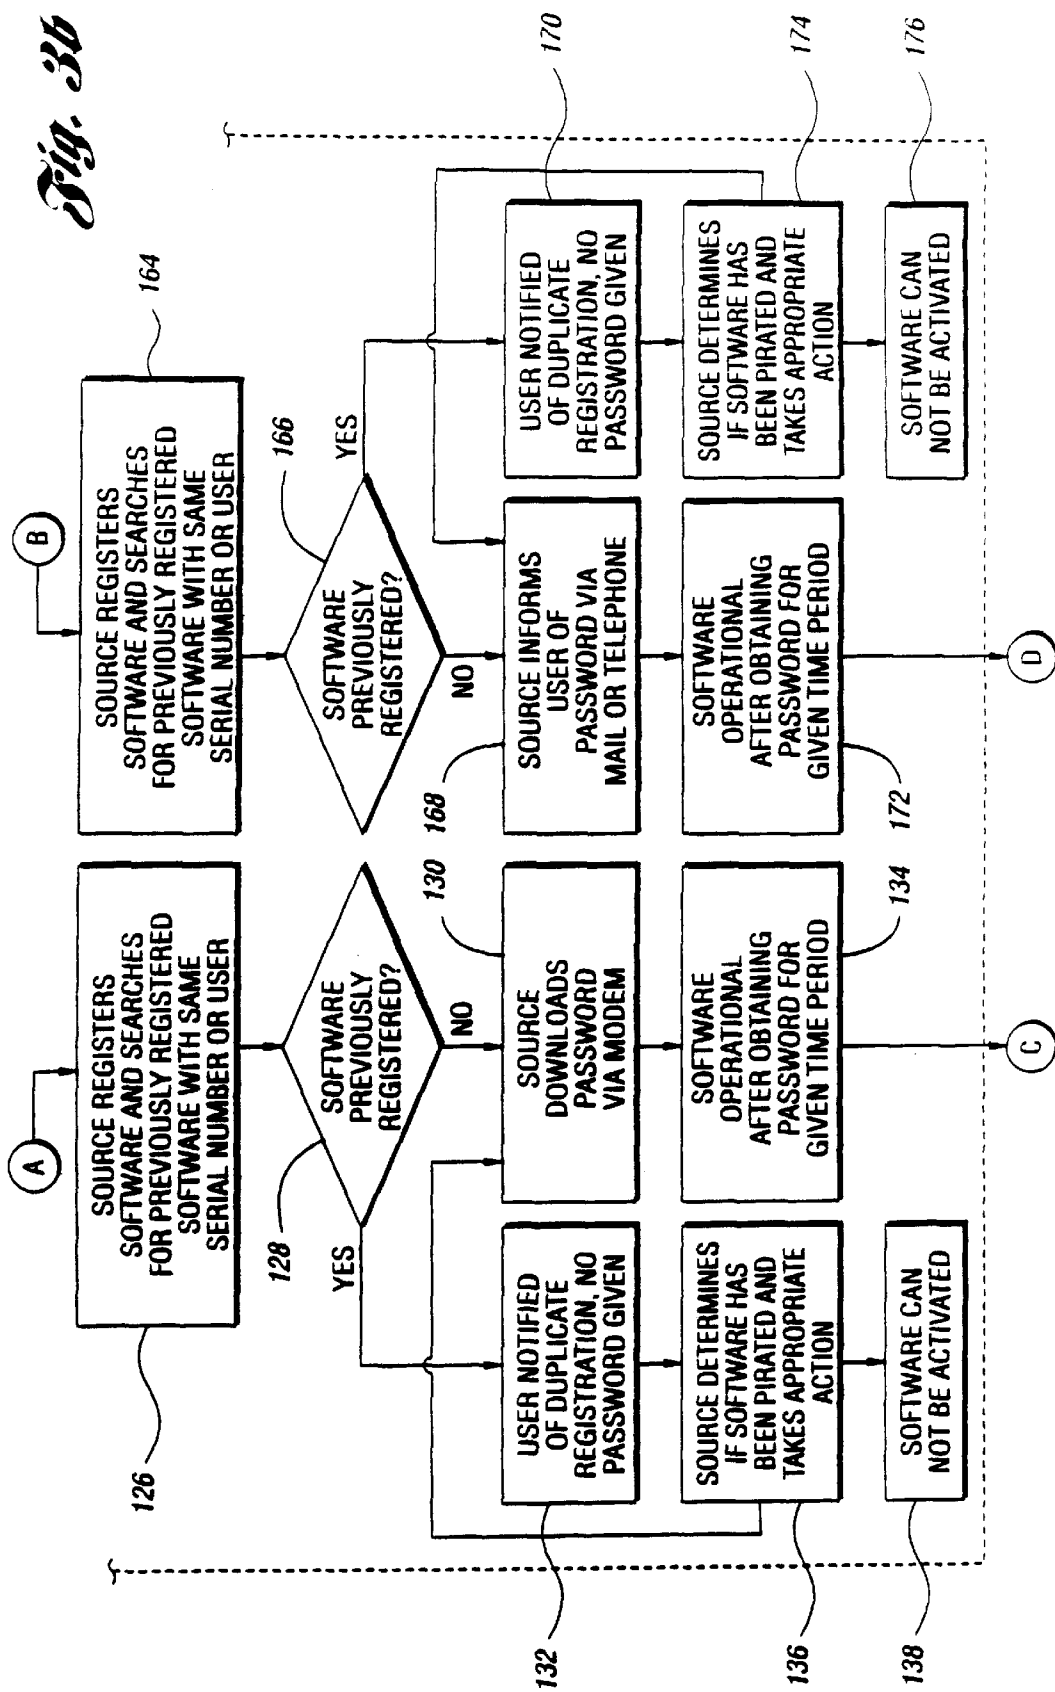 Fig. 3b
A
SOURCE REGISTERS
SOFTWARE AND SEARCHES
FOR PREVIOUSLY REGISTERED
SOFTWARE WITH SAME
SERIAL NUMBER OR USER
126
SOFTWARE
PREVIOUSLY
REGISTERED?
128
YES
NO
USER NOTIFIED
OF DUPLICATE
REGISTRATION, NO
PASSWORD GIVEN
132
SOURCE
DOWNLOADS
PASSWORD
VIA MODEM
130
SOURCE DETERMINES
IF SOFTWARE HAS
BEEN PIRATED AND
TAKES APPROPRIATE
ACTION
136
SOFTWARE
OPERATIONAL
AFTER OBTAINING
PASSWORD FOR
GIVEN TIME PERIOD
134
SOFTWARE CAN
NOT BE ACTIVATED
138
C
B
SOURCE REGISTERS
SOFTWARE AND SEARCHES
FOR PREVIOUSLY REGISTERED
SOFTWARE WITH SAME
SERIAL NUMBER OR USER
164
SOFTWARE
PREVIOUSLY
REGISTERED?
166
YES
NO
SOURCE INFORMS
USER OF
PASSWORD VIA
MAIL OR TELEPHONE
168
USER NOTIFIED
OF DUPLICATE
REGISTRATION, NO
PASSWORD GIVEN
170
SOFTWARE
OPERATIONAL
AFTER OBTAINING
PASSWORD FOR
GIVEN TIME PERIOD
172
SOURCE DETERMINES
IF SOFTWARE HAS
BEEN PIRATED AND
TAKES APPROPRIATE
ACTION
174
SOFTWARE CAN
NOT BE ACTIVATED
176
D